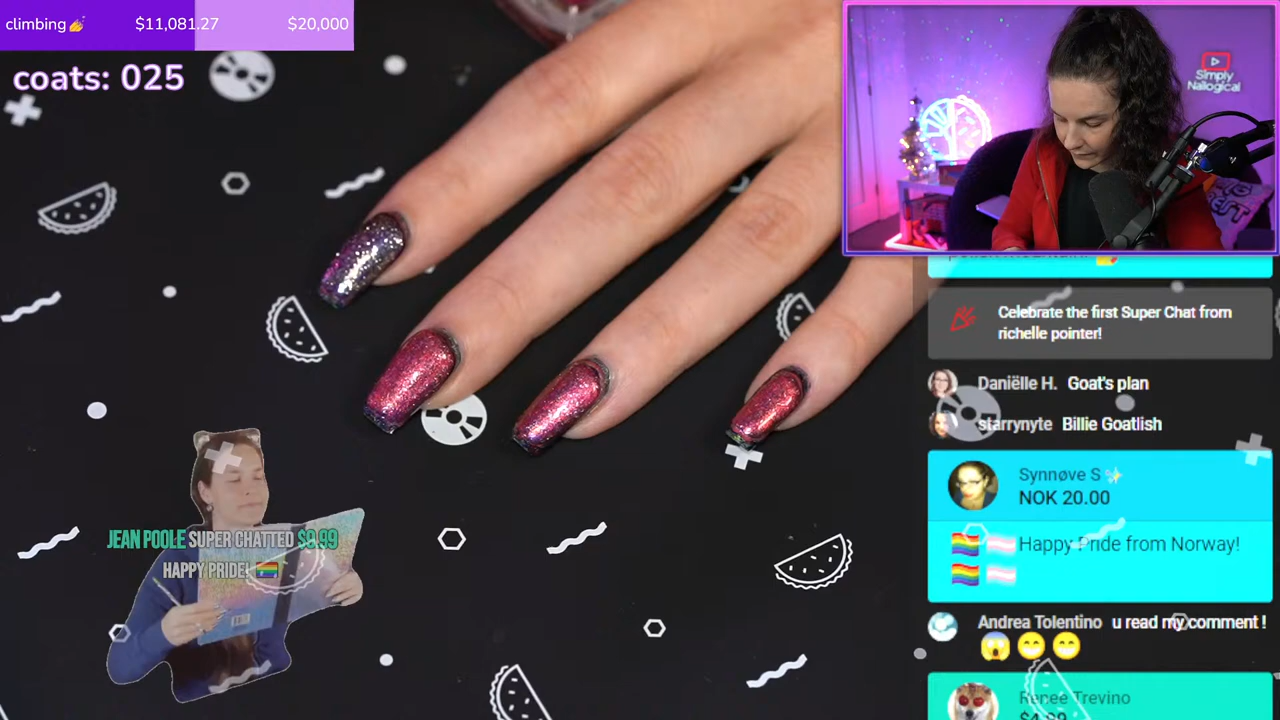 climbing💅 $11,081.27 $20,000
coats: 025
Simply
Nailogical
Celebrate the first Super Chat from
richelle pointer!
Daniëlle H. Goat's plan
starrynyte Billie Goatlish
Synnøve S ✨
NOK 20.00
🏳️‍🌈🏳️‍⚧️Happy Pride from Norway!
🏳️‍🌈🏳️‍⚧️
Andrea Tolentino u read my comment !
😱😁😁
Renee Trevino
$4.99
JEAN POOLE SUPER CHATTED $9.99
HAPPY PRIDE! 🏳️‍🌈